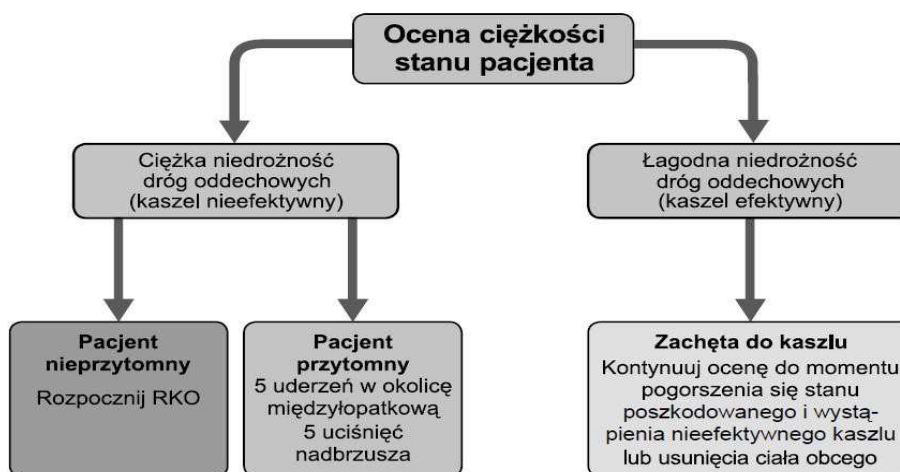 Ocena ciężkości
stanu pacjenta
Ciężka niedrożność
dróg oddechowych
(kaszel nieefektywny)
Łagodna niedrożność
dróg oddechowych
(kaszel efektywny)
Pacjent
nieprzytomny
Rozpocznij RKO
Pacjent
przytomny
5 uderzeń w okolicę
międzyłopatkową
5 uciśnięć
nadbrzusza
Zachęta do kaszlu
Kontynuuj ocenę do momentu
pogorszenia się stanu
poszkodowanego i wystą-
pienia nieefektywnego kaszlu
lub usunięcia ciała obcego